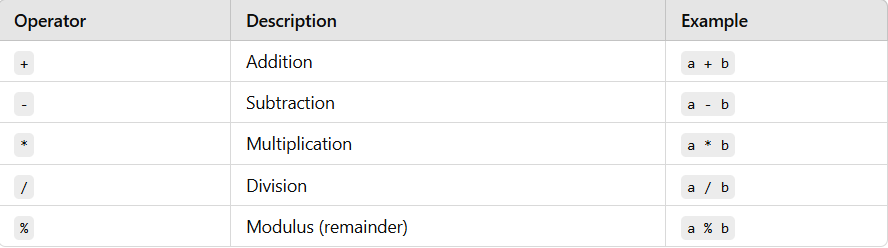 Operator Description Example
+ Addition a + b
- Subtraction a - b
* Multiplication a * b
/ Division a / b
% Modulus (remainder) a % b